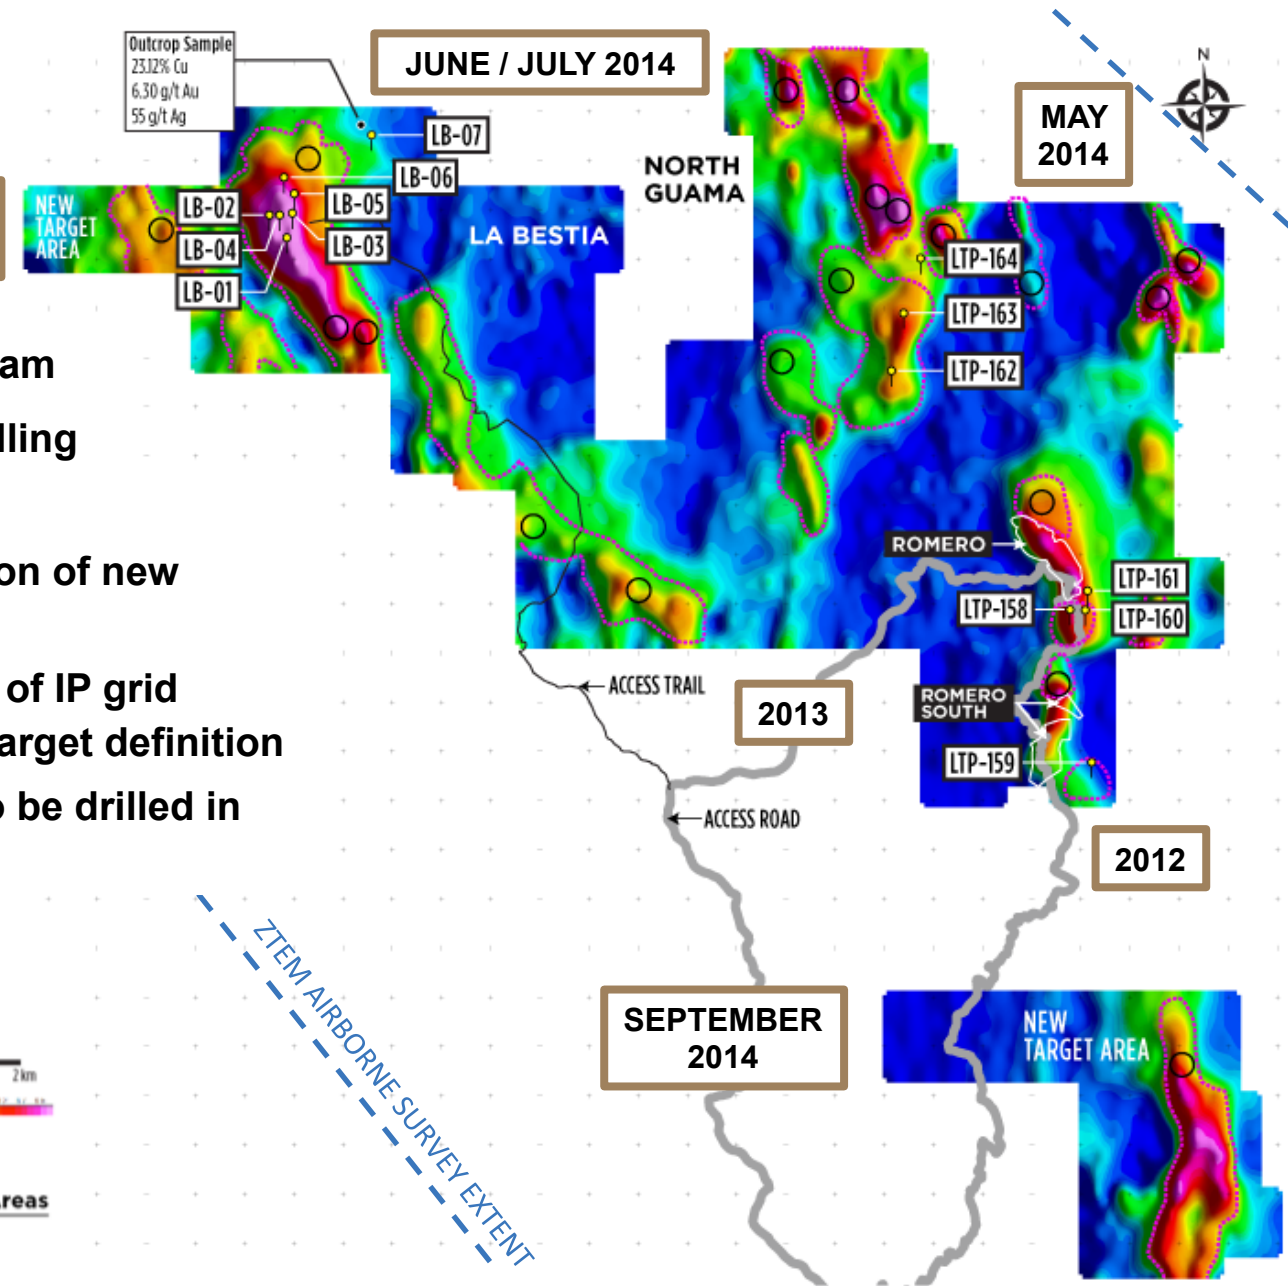 Outcrop Sample
23.12% Cu
6.30 g/t Au
55 g/t Ag
JUNE / JULY 2014
MAY
2014
N
LB-07
LB-06
NORTH
GUAMA
NEW
TARGET
AREA
LB-02
LB-05
LB-04
LB-03
LA BESTIA
LB-01
LTP-164
LTP-163
LTP-162
am
lling
on of new
of IP grid
arget definition
o be drilled in
ROMERO
LTP-161
LTP-158
LTP-160
ACCESS TRAIL
2013
ROMERO
SOUTH
LTP-159
ACCESS ROAD
2012
ZTEM AIRBORNE SURVEY EXTENT
SEPTEMBER
2014
NEW
TARGET AREA
2 km
reas